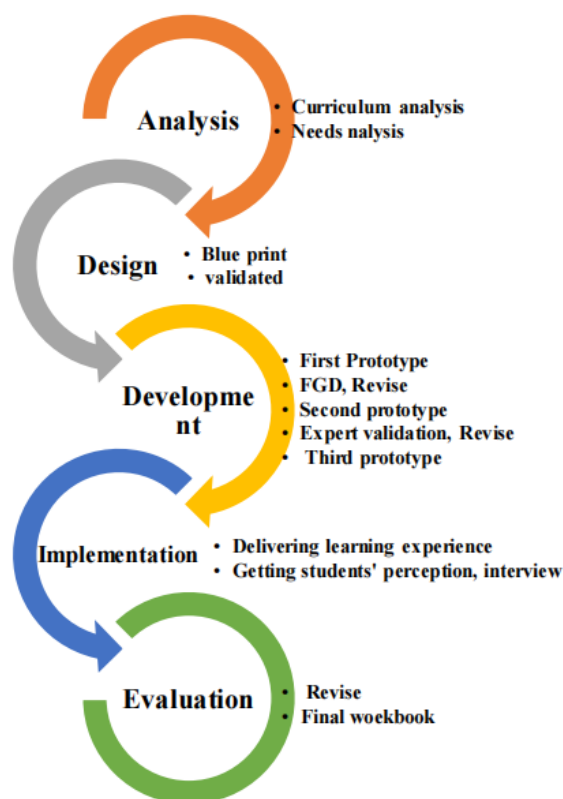 Analysis
• Curriculum analysis
• Needs nalysis
Design
• Blue print
• validated
Developme
nt
• First Prototype
• FGD, Revise
• Second prototype
• Expert validation, Revise
• Third prototype
Implementation
• Delivering learning experience
• Getting students' perception, interview
Evaluation
• Revise
• Final woekbook